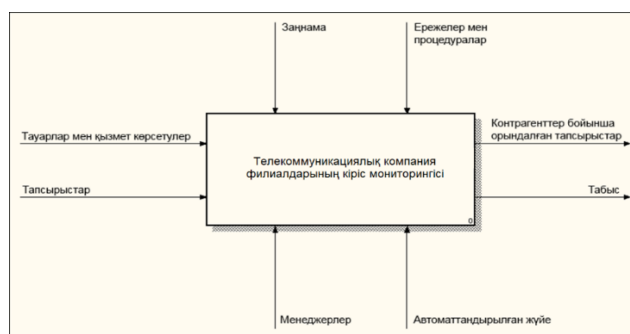 Заңнама
Ережелер мен
процедуралар
Тауарлар мен қызмет көрсетулер
Контрагенттер бойынша
орындалған тапсырыстар
Телекоммуникациялық компания
филиалдарының кіріс мониторингісі
Тапсырыстар
Табыс
0
Менеджерлер
Автоматтандырылған жүйе